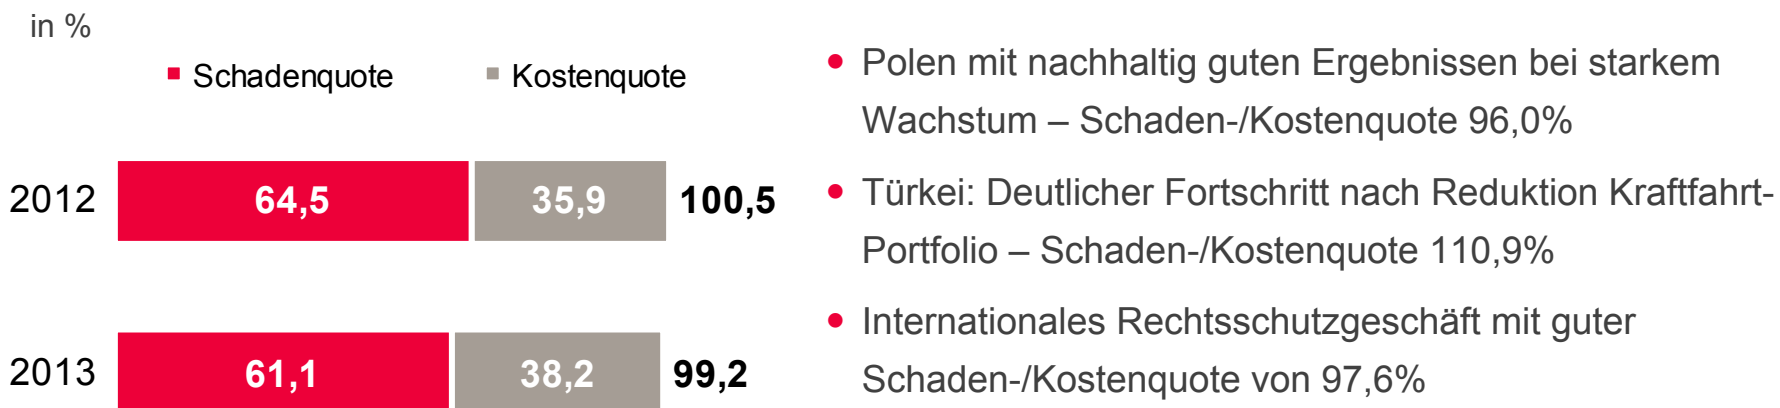 in %
Schadenquote Kostenquote
2012 64,5 35,9 100,5
2013 61,1 38,2 99,2
• Polen mit nachhaltig guten Ergebnissen bei starkem
Wachstum – Schaden-/Kostenquote 96,0%
• Türkei: Deutlicher Fortschritt nach Reduktion Kraftfahrt-
Portfolio – Schaden-/Kostenquote 110,9%
• Internationales Rechtsschutzgeschäft mit guter
Schaden-/Kostenquote von 97,6%